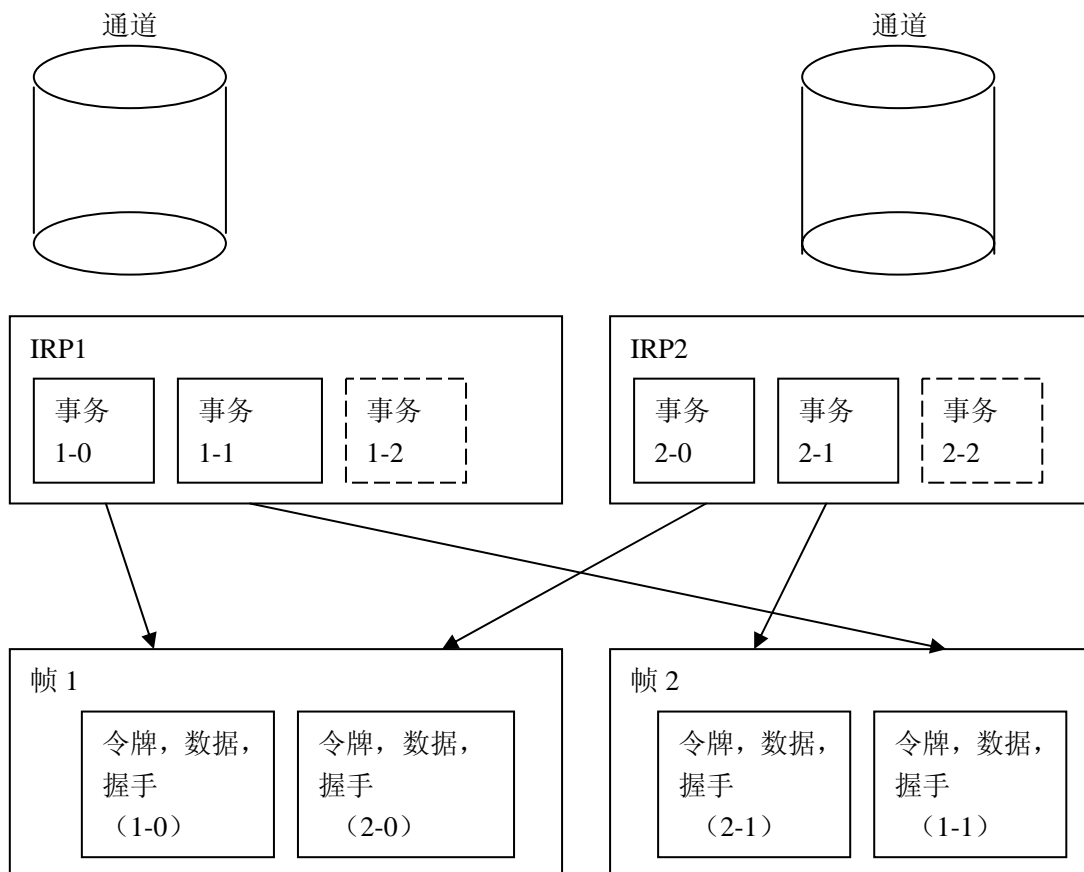 通道
通道
IRP1
事务
1-0
事务
1-1
事务
1-2
IRP2
事务
2-0
事务
2-1
事务
2-2
帧 1
令牌，数据，
握手
（1-0）
令牌，数据，
握手
（2-0）
帧 2
令牌，数据，
握手
（2-1）
令牌，数据，
握手
（1-1）